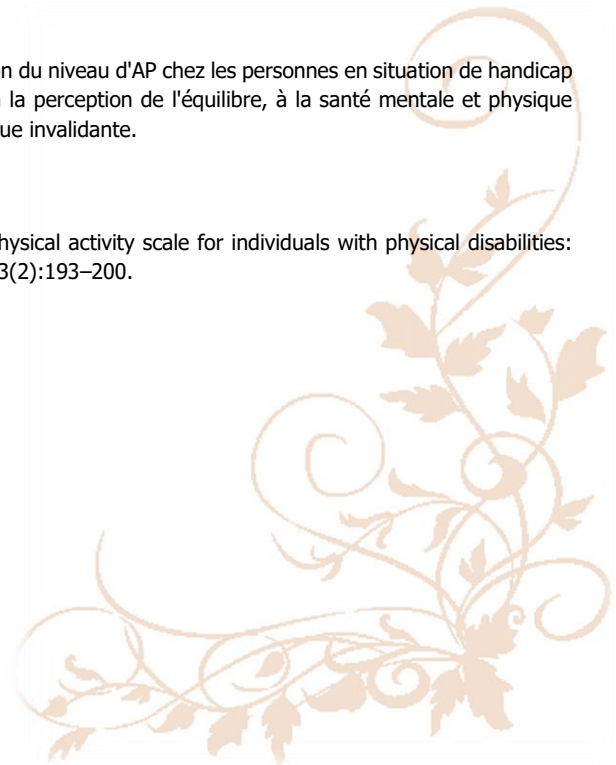 on du niveau d'AP chez les personnes en situation de handicap
la perception de l'équilibre, à la santé mentale et physique
ue invalidante.
hysical activity scale for individuals with physical disabilities:
3(2):193–200.